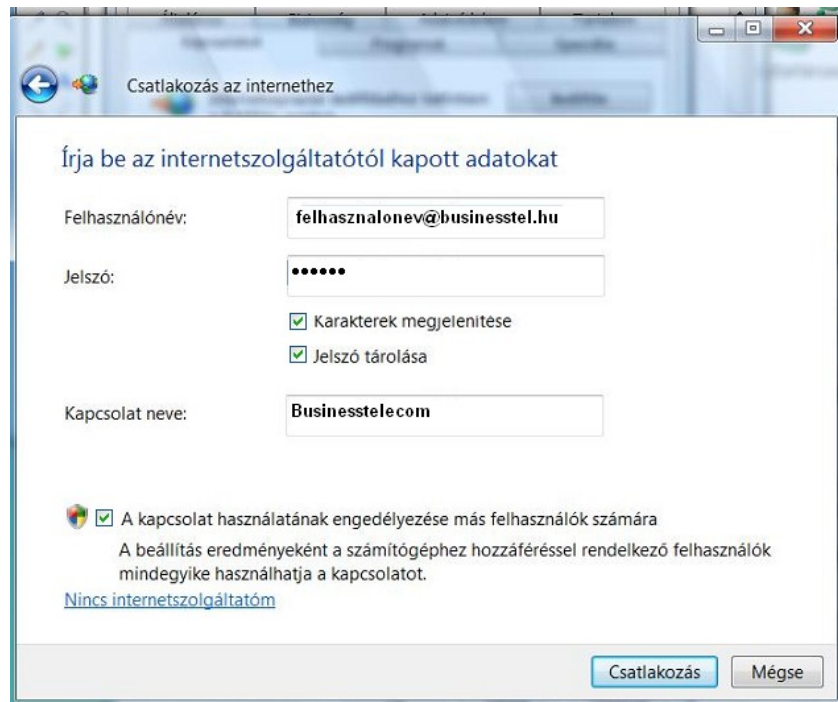 Csatlakozás az internethez
Írja be az internetszolgáltatótól kapott adatokat
Felhasználónév:
felhasznalonev@businesstel.hu
Jelszó:
••••••
Karakterek megjelenítése
Jelszó tárolása
Kapcsolat neve:
Businesstelecom
A kapcsolat használatának engedélyezése más felhasználók számára
A beállítás eredményeként a számítógéphez hozzáféréssel rendelkező felhasználók
mindegyike használhatja a kapcsolatot.
Nincs internetszolgáltatóm
Csatlakozás
Mégse